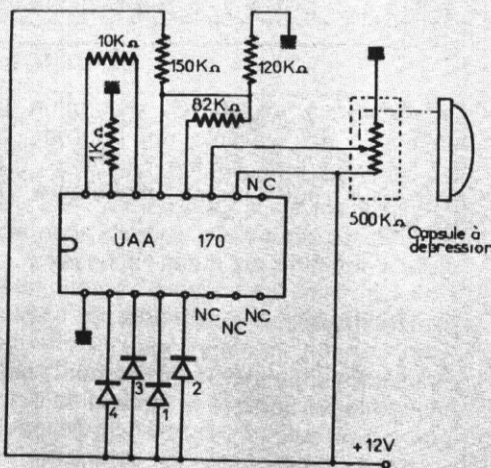 10KΩ
150KΩ
120KΩ
82KΩ
1KΩ
NC
500KΩ
Capsule à
dépression
UAA 170
NC NC NC
4
3
1
2
+12V